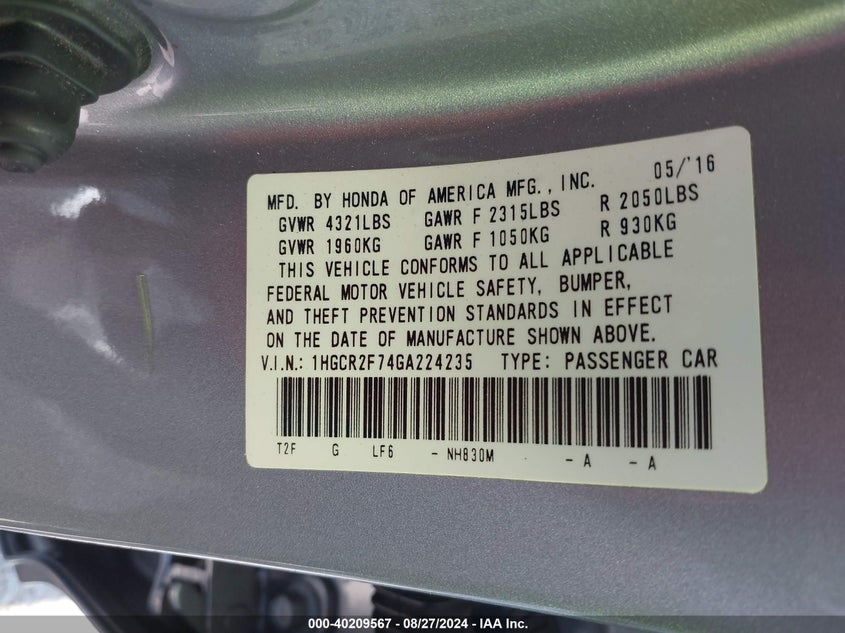 MFD. BY HONDA OF AMERICA MFG., INC. 05/'16
GVWR 4321LBS GAWR F 2315LBS R 2050LBS
GVWR 1960KG GAWR F 1050KG R 930KG
THIS VEHICLE CONFORMS TO ALL APPLICABLE
FEDERAL MOTOR VEHICLE SAFETY, BUMPER,
AND THEFT PREVENTION STANDARDS IN EFFECT
ON THE DATE OF MANUFACTURE SHOWN ABOVE.
V.I.N.: 1HGCR2F74GA224235 TYPE: PASSENGER CAR
T2F G LF6 - NH830M - A - A
000-40209567 - 08/27/2024 - IAA Inc.